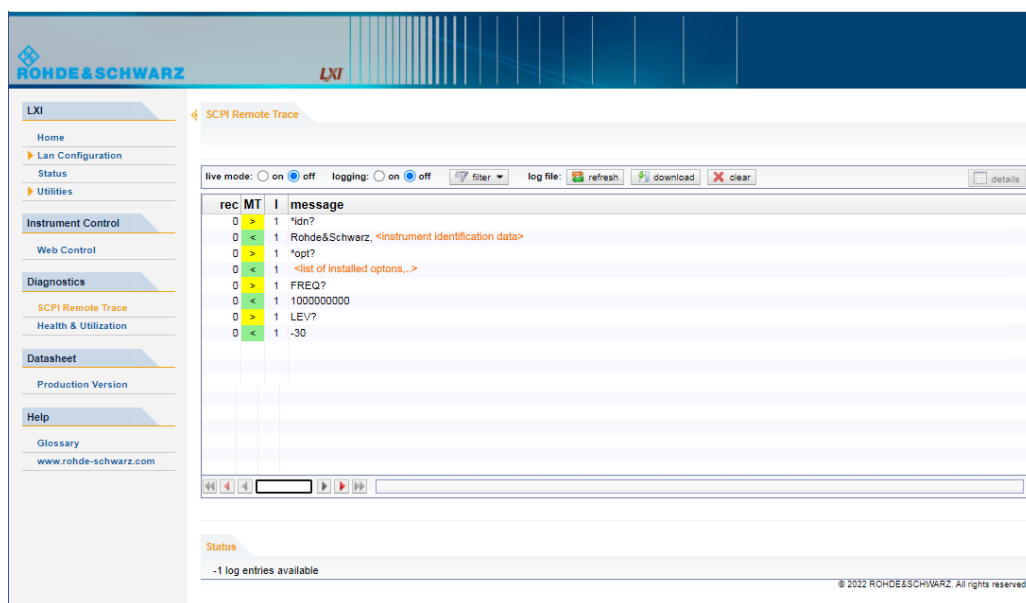 ROHDE&SCHWARZ
LXI
LXI
Home
Lan Configuration
Status
Utilities
Instrument Control
Web Control
Diagnostics
SCPI Remote Trace
Health & Utilization
Datasheet
Production Version
Help
Glossary
www.rohde-schwarz.com
SCPI Remote Trace
live mode: on off logging: on off filter log file: refresh download clear details
rec MT I message
0 > 1 *idn?
0 < 1 Rohde&Schwarz, <instrument identification data>
0 > 1 *opt?
0 < 1 <list of installed optons,..>
0 > 1 FREQ?
0 < 1 1000000000
0 > 1 LEV?
0 < 1 -30
Status
-1 log entries available
© 2022 ROHDE&SCHWARZ. All rights reserved